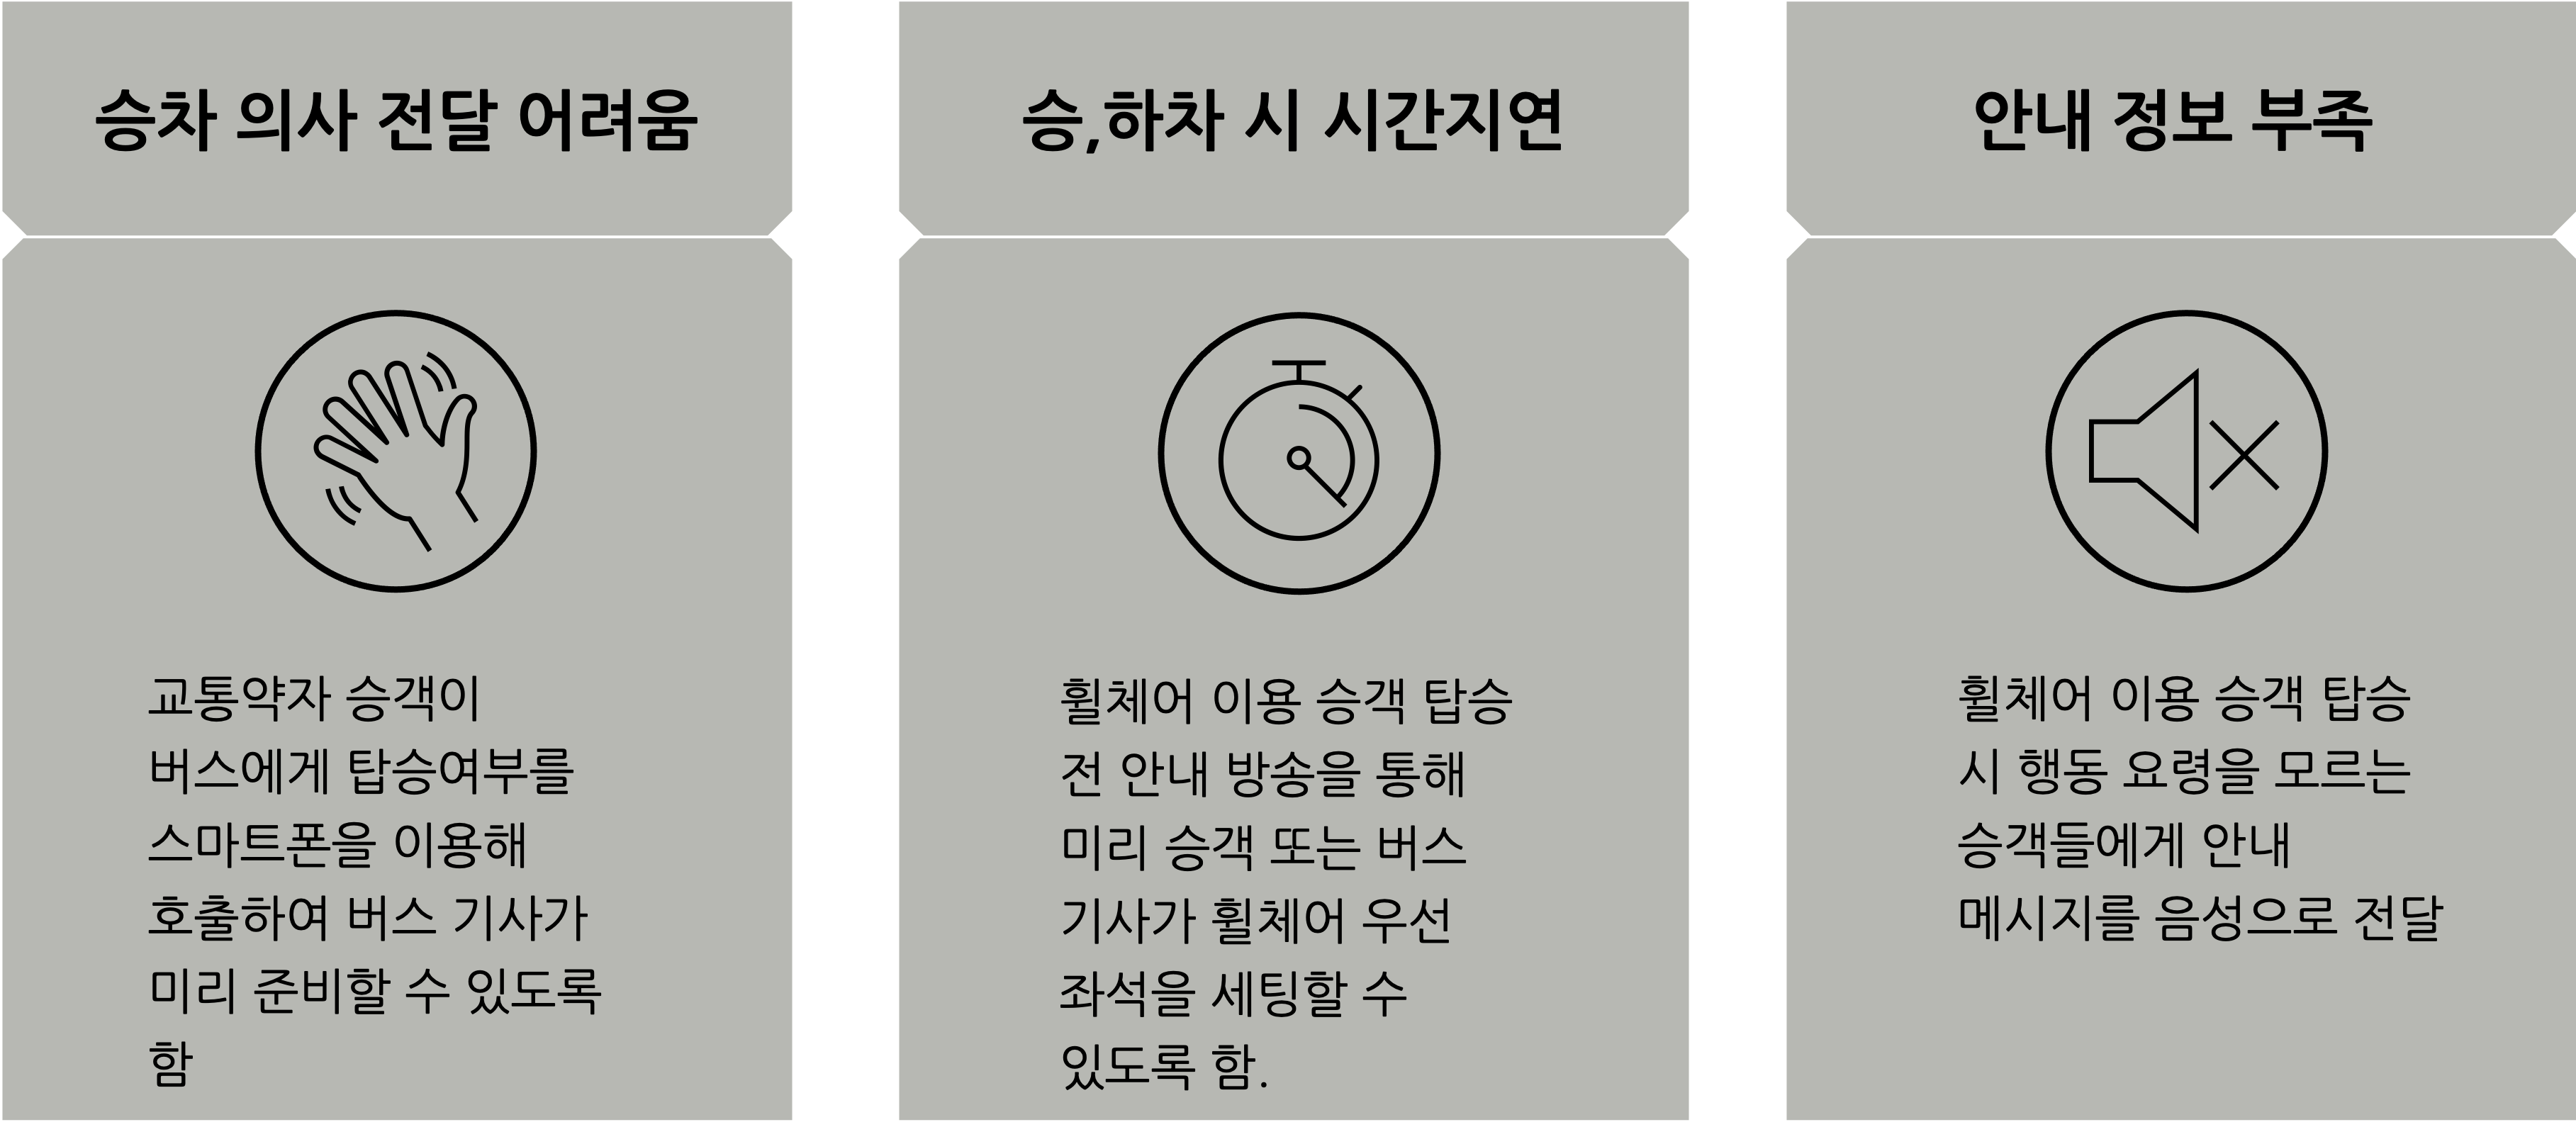 승차 의사 전달 어려움
교통약자 승객이
버스에게 탑승여부를
스마트폰을 이용해
호출하여 버스 기사가
미리 준비할 수 있도록
함
승,하차 시 시간지연
휠체어 이용 승객 탑승
전 안내 방송을 통해
미리 승객 또는 버스
기사가 휠체어 우선
좌석을 세팅할 수
있도록 함.
안내 정보 부족
휠체어 이용 승객 탑승
시 행동 요령을 모르는
승객들에게 안내
메시지를 음성으로 전달